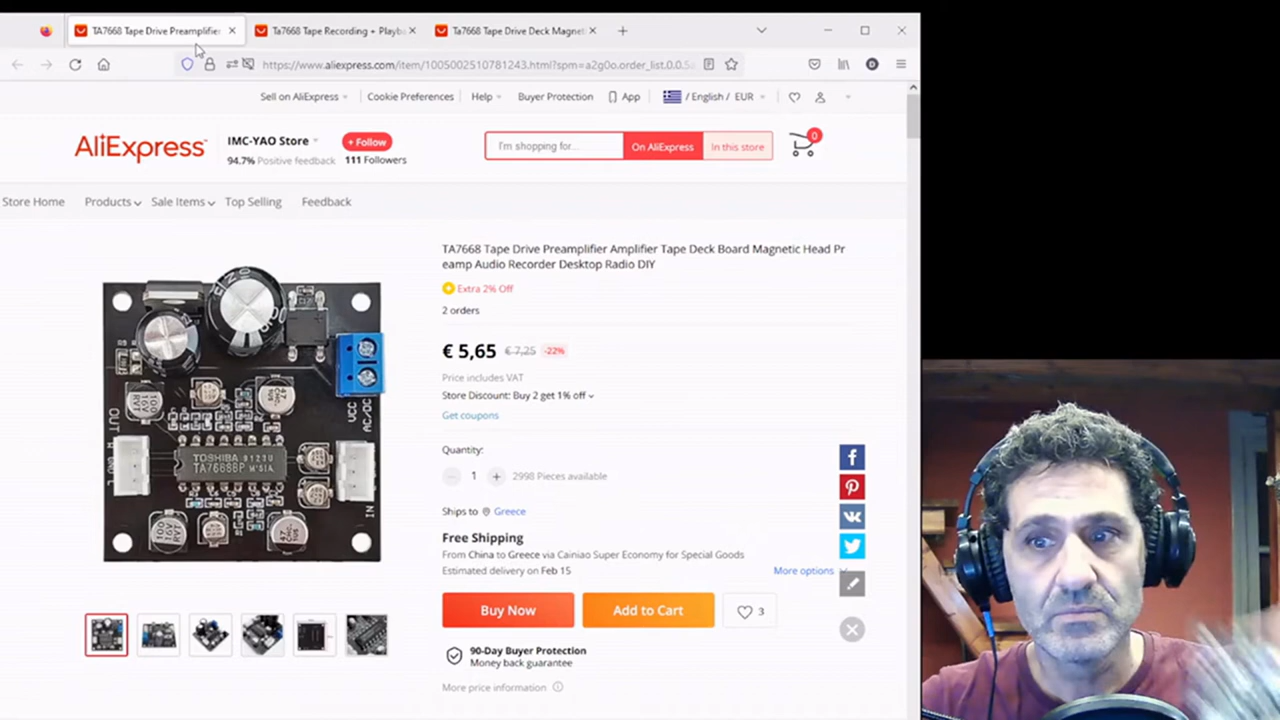 TA7668 Tape Drive Preamplifier
Ta7668 Tape Recording + Playba
Ta7668 Tape Drive Deck Magnet
https://www.aliexpress.com/item/1005002510781243.html?spm=a2g0o.order_list.0.0.5a
Sell on AliExpress
Cookie Preferences
Help
Buyer Protection
App
/ English / EUR
AliExpress
IMC-YAO Store
94.7% Positive feedback
+ Follow
111 Followers
I'm shopping for...
On AliExpress
In this store
0
Store Home
Products
Sale Items
Top Selling
Feedback
TA7668 Tape Drive Preamplifier Amplifier Tape Deck Board Magnetic Head Pr
eamp Audio Recorder Desktop Radio DIY
Extra 2% Off
2 orders
€ 5,65
€ 7,25
-22%
Price includes VAT
Store Discount: Buy 2 get 1% off
Get coupons
Quantity:
1
2998 Pieces available
Ships to Greece
Free Shipping
From China to Greece via Cainiao Super Economy for Special Goods
Estimated delivery on Feb 15
More options
Buy Now
Add to Cart
3
90-Day Buyer Protection
Money back guarantee
More price information
VCC
AC/DC
OUT
IN
TOSHIBA
TA7668BP